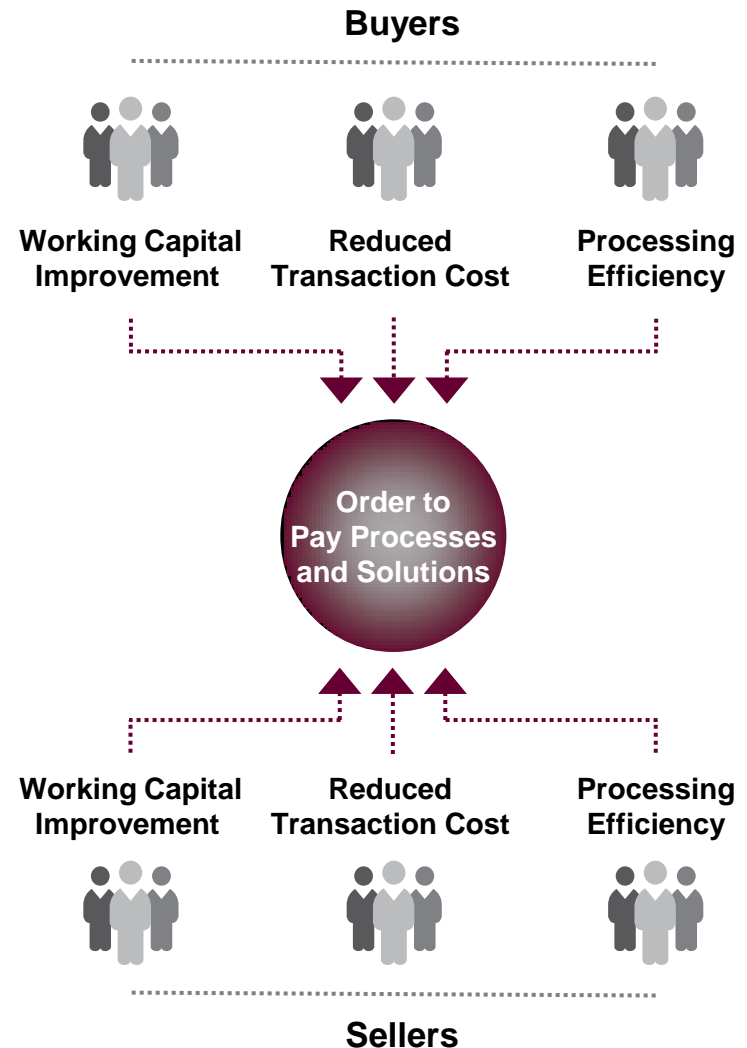 Buyers
Working Capital
Improvement
Reduced
Transaction Cost
Processing
Efficiency
Order to
Pay Processes
and Solutions
Working Capital
Improvement
Reduced
Transaction Cost
Processing
Efficiency
Sellers